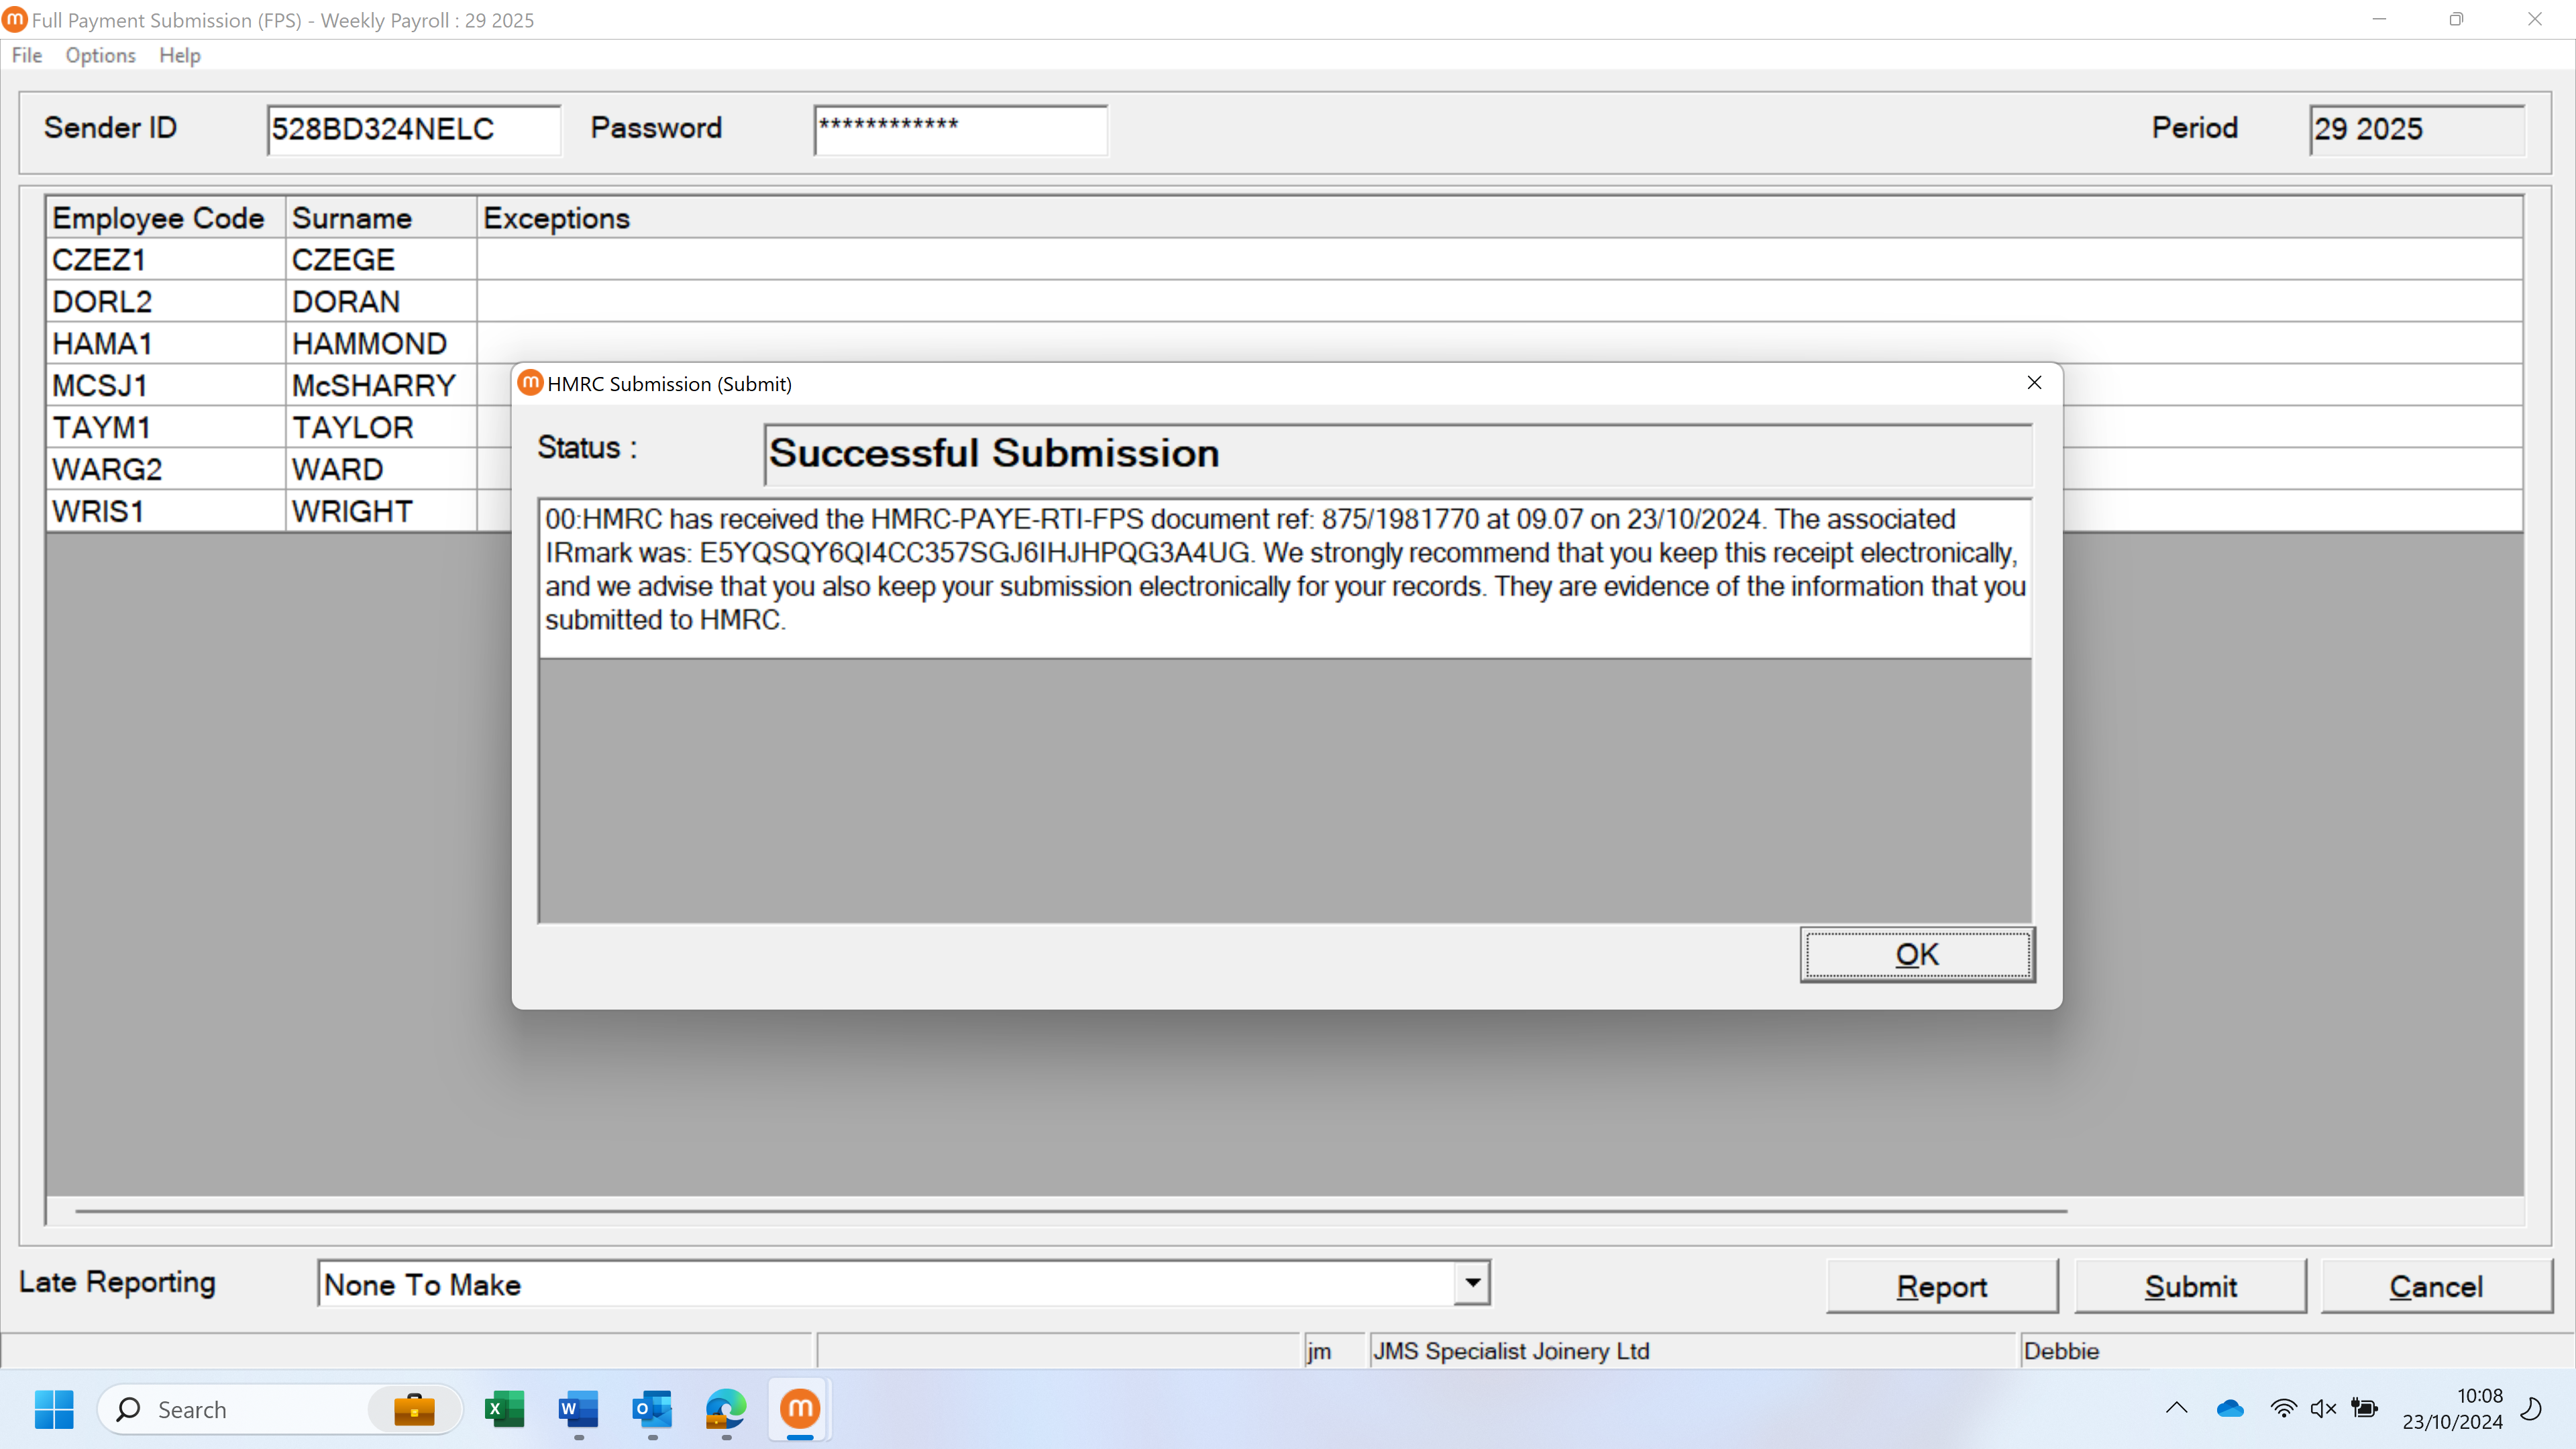 Full Payment Submission (FPS) - Weekly Payroll : 29 2025
File Options Help
Sender ID 528BD324NELC Password ************ Period 29 2025
Employee Code Surname Exceptions
CZEZ1 CZEGE
DORL2 DORAN
HAMA1 HAMMOND
MCSJ1 McSHARRY
TAYM1 TAYLOR
WARG2 WARD
WRIS1 WRIGHT
HMRC Submission (Submit)
Status : Successful Submission
00:HMRC has received the HMRC-PAYE-RTI-FPS document ref: 875/1981770 at 09.07 on 23/10/2024. The associated
IRmark was: E5YQSQY6QI4CC357SGJ6IHJHPQG3A4UG. We strongly recommend that you keep this receipt electronically,
and we advise that you also keep your submission electronically for your records. They are evidence of the information that you
submitted to HMRC.
OK
Late Reporting None To Make Report Submit Cancel
jm JMS Specialist Joinery Ltd Debbie
Search
10:08
23/10/2024